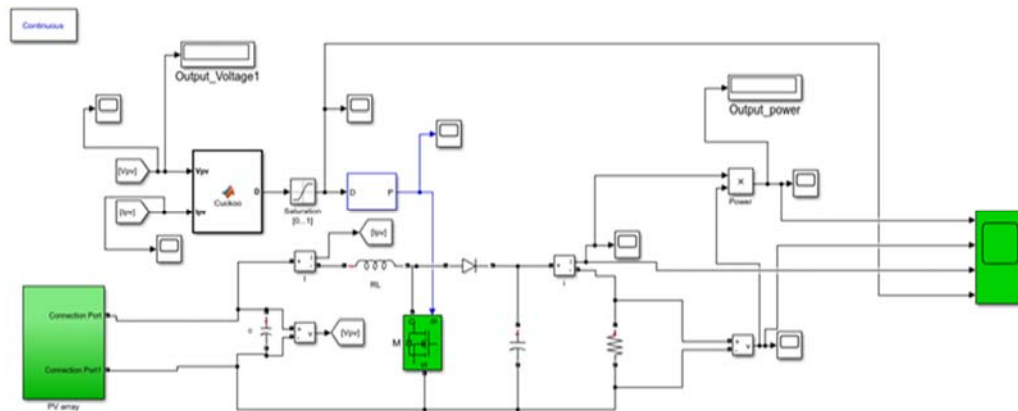 Continuous
Output_Voltage1
Output_power
[Vpv]
Vpv
[Ipv]
Ipv
Cuckoo
D
Saturation
[0...1]
D
P
Power
[Ipv]
i
RL
i
Connection Port
Connection Port1
PV array
c
v
[Vpv]
M
v